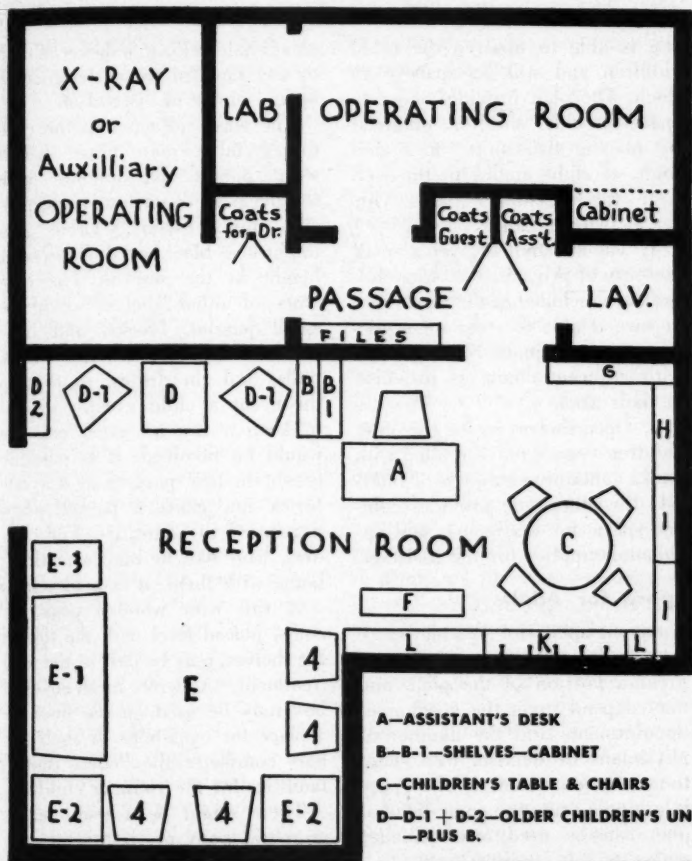 X-RAY
or
Auxilliary
OPERATING
ROOM
LAB
OPERATING ROOM
Coats
for Dr.
Coats
Guest
Coats
Ass't.
Cabinet
PASSAGE
LAV.
FILES
G
D
2
D-1
D
D-1
B
B
1
H
A
C
RECEPTION ROOM
E-3
E-1
E
F
L
K
L
4
4
E-2
4
4
E-2
A—ASSISTANT'S DESK
B—B-1—SHELVES—CABINET
C—CHILDREN'S TABLE & CHAIRS
D—D-1 + D-2—OLDER CHILDREN'S UN
PLUS B.